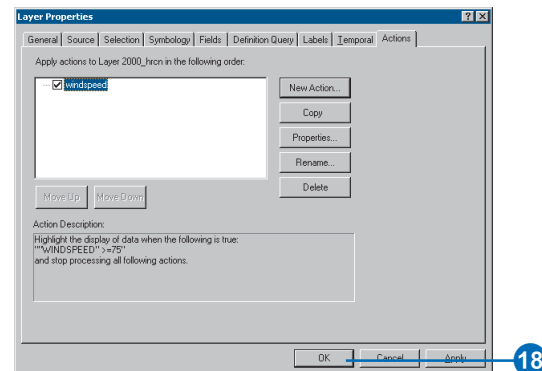 Layer Properties
General Source Selection Symbology Fields Definition Query Labels Temporal Actions
Apply actions to Layer 2000_hrcn in the following order:
windspeed
New Action...
Copy
Properties...
Rename...
Delete
Move Up Move Down
Action Description:
Highlight the display of data when the following is true:
""WINDSPEED" >=75"
and stop processing all following actions.
OK Cancel Apply
18